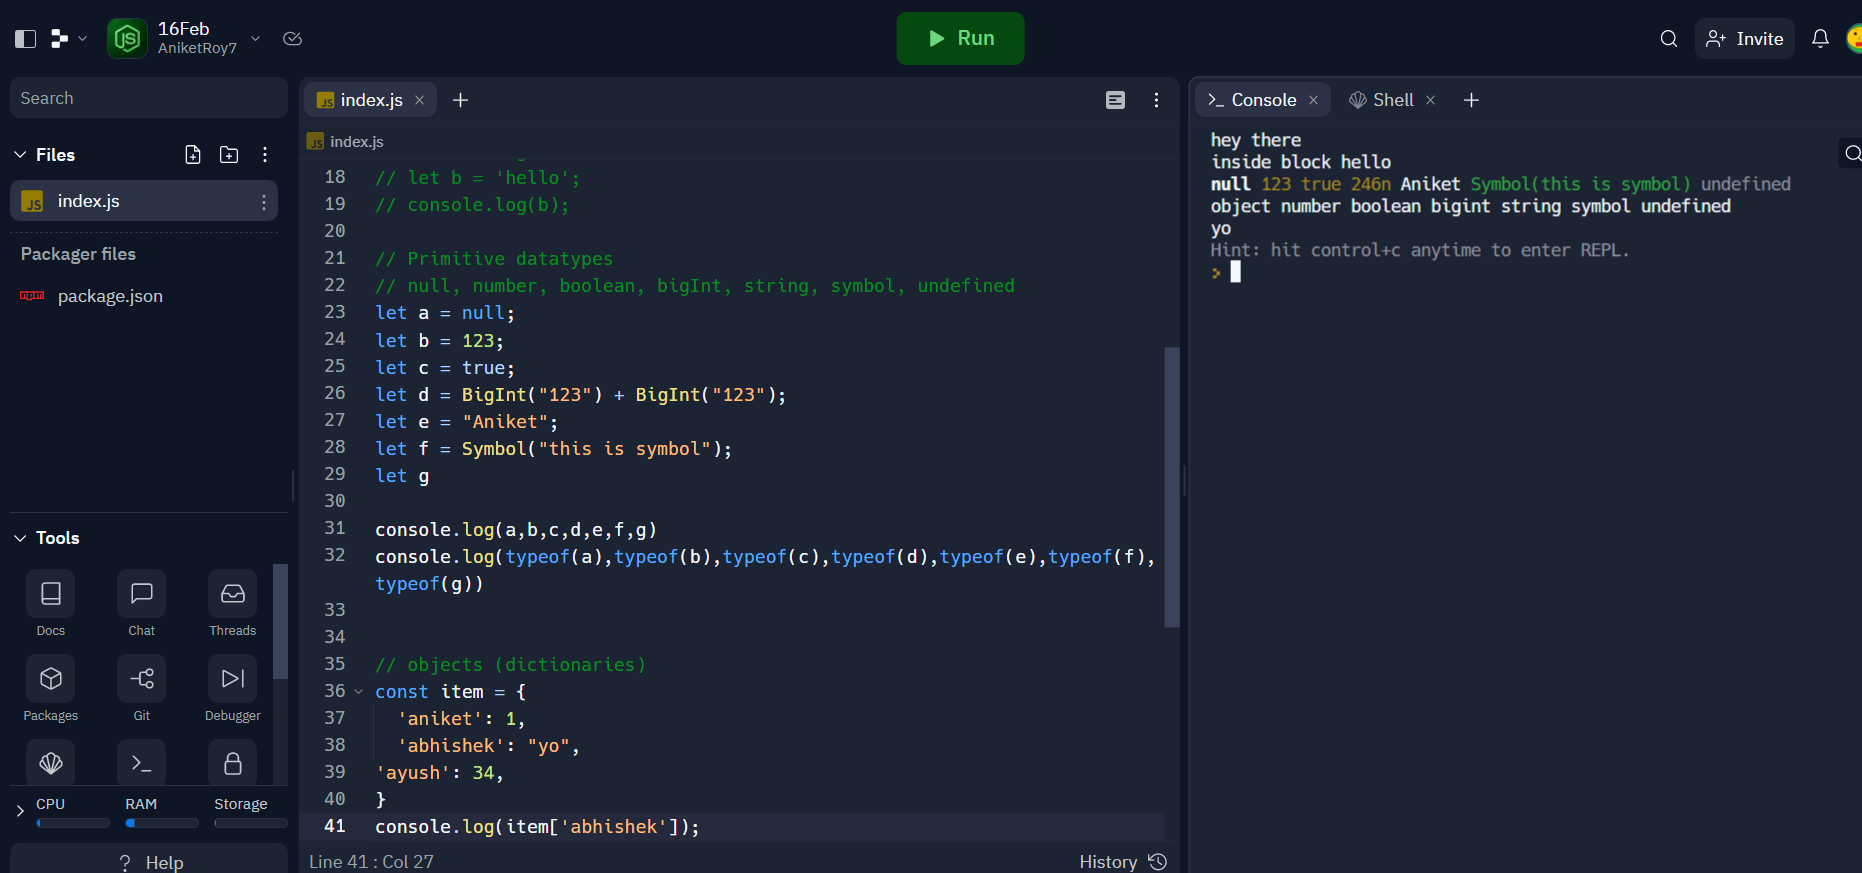 16Feb
AniketRoy7
Run
Invite
Search
Files
JS index.js
Packager files
npm package.json
Tools
Docs
Chat
Threads
Packages
Git
Debugger
CPU
RAM
Storage
? Help
JS index.js
JS index.js
18 // let b = 'hello';
19 // console.log(b);
20
21 // Primitive datatypes
22 // null, number, boolean, bigInt, string, symbol, undefined
23 let a = null;
24 let b = 123;
25 let c = true;
26 let d = BigInt("123") + BigInt("123");
27 let e = "Aniket";
28 let f = Symbol("this is symbol");
29 let g
30
31 console.log(a,b,c,d,e,f,g)
32 console.log(typeof(a),typeof(b),typeof(c),typeof(d),typeof(e),typeof(f),
typeof(g))
33
34
35 // objects (dictionaries)
36 const item = {
37 'aniket': 1,
38 'abhishek': "yo",
39 'ayush': 34,
40 }
41 console.log(item['abhishek']);
Line 41 : Col 27
History
Console
Shell
hey there
inside block hello
null 123 true 246n Aniket Symbol(this is symbol) undefined
object number boolean bigint string symbol undefined
yo
Hint: hit control+c anytime to enter REPL.
>